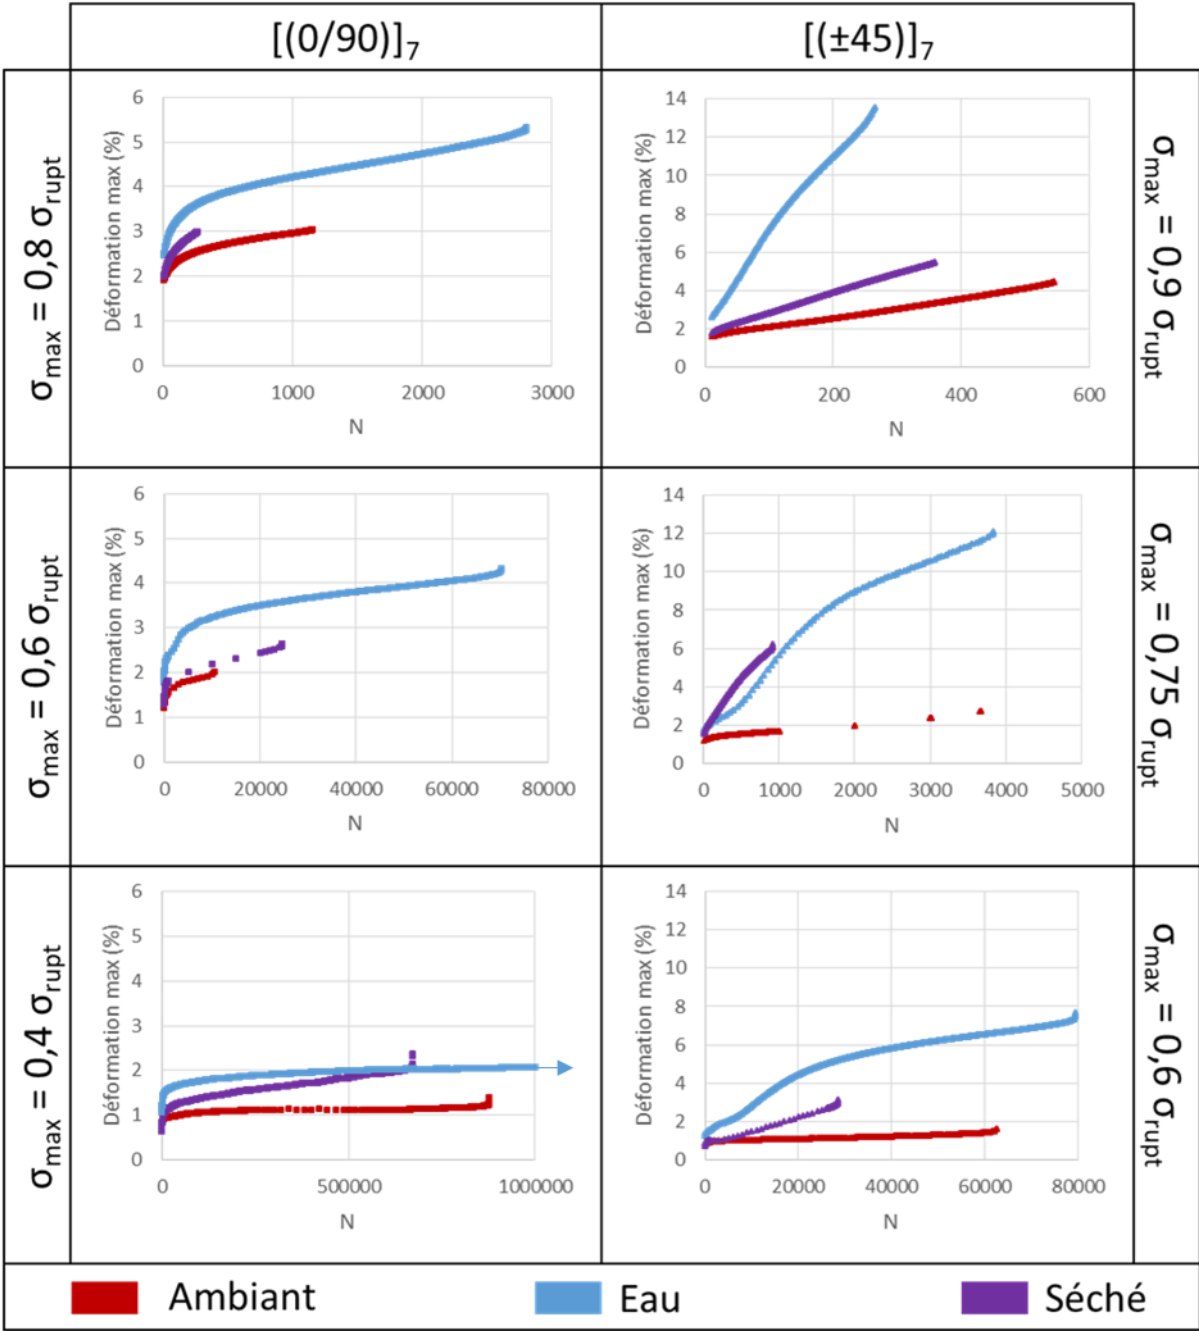 [(0/90)]₇
[(±45)]₇
σmax = 0,8 σrupt
6
5
4
3
2
1
0
Déformation max (%)
0 1000 2000 3000
N
14
12
10
8
6
4
2
0
Déformation max (%)
0 200 400 600
N
σmax = 0,9 σrupt
σmax = 0,6 σrupt
6
5
4
3
2
1
0
Déformation max (%)
0 20000 40000 60000 80000
N
14
12
10
8
6
4
2
0
Déformation max (%)
0 1000 2000 3000 4000 5000
N
σmax = 0,75 σrupt
σmax = 0,4 σrupt
6
5
4
3
2
1
0
Déformation max (%)
0 500000 1000000
N
14
12
10
8
6
4
2
0
Déformation max (%)
0 20000 40000 60000 80000
N
σmax = 0,6 σrupt
Ambiant Eau Séché